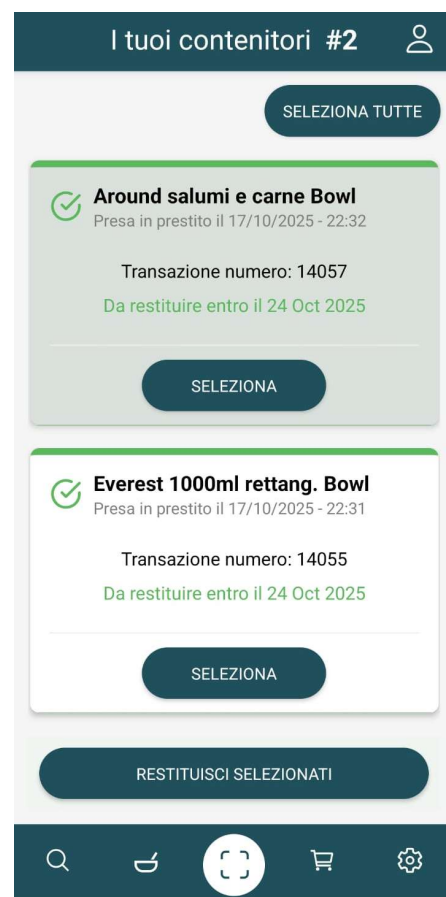 I tuoi contenitori #2
SELEZIONA TUTTE
Around salumi e carne Bowl
Presa in prestito il 17/10/2025 - 22:32
Transazione numero: 14057
Da restituire entro il 24 Oct 2025
SELEZIONA
Everest 1000ml rettang. Bowl
Presa in prestito il 17/10/2025 - 22:31
Transazione numero: 14055
Da restituire entro il 24 Oct 2025
SELEZIONA
RESTITUISCI SELEZIONATI